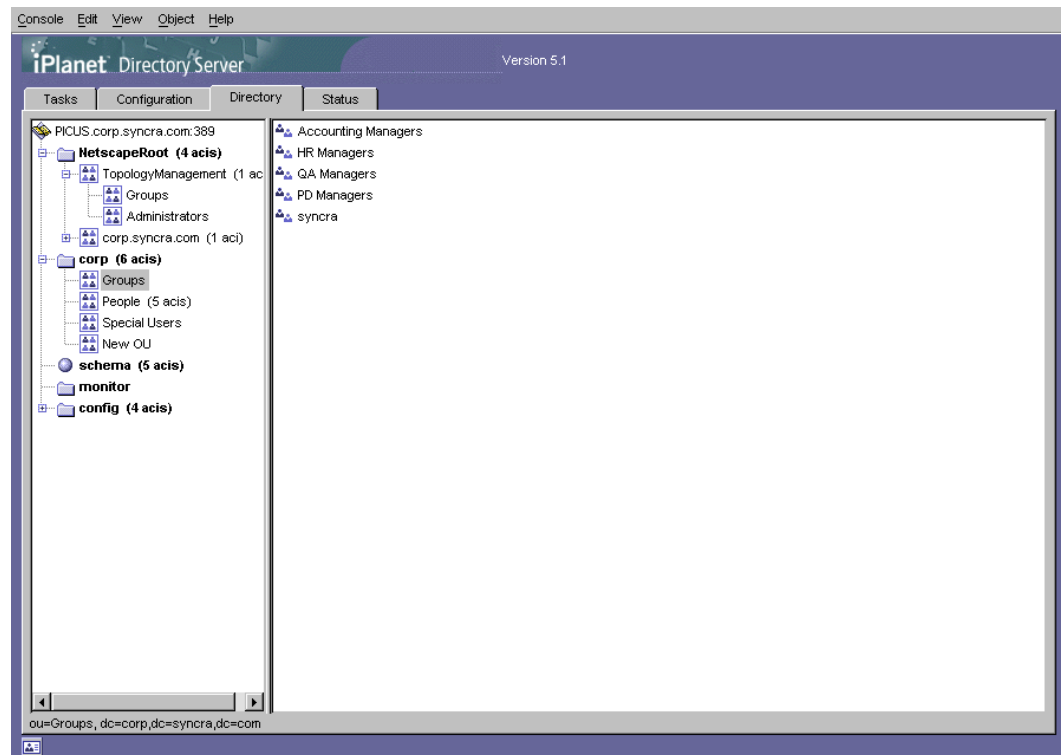 Console Edit View Object Help
iPlanet Directory Server
Version 5.1
Tasks Configuration Directory Status
PICUS.corp.syncra.com:389
NetscapeRoot (4 acis)
TopologyManagement (1 ac
Groups
Administrators
corp.syncra.com (1 aci)
corp (6 acis)
Groups
People (5 acis)
Special Users
New OU
schema (5 acis)
monitor
config (4 acis)
Accounting Managers
HR Managers
QA Managers
PD Managers
syncra
ou=Groups, dc=corp,dc=syncra,dc=com